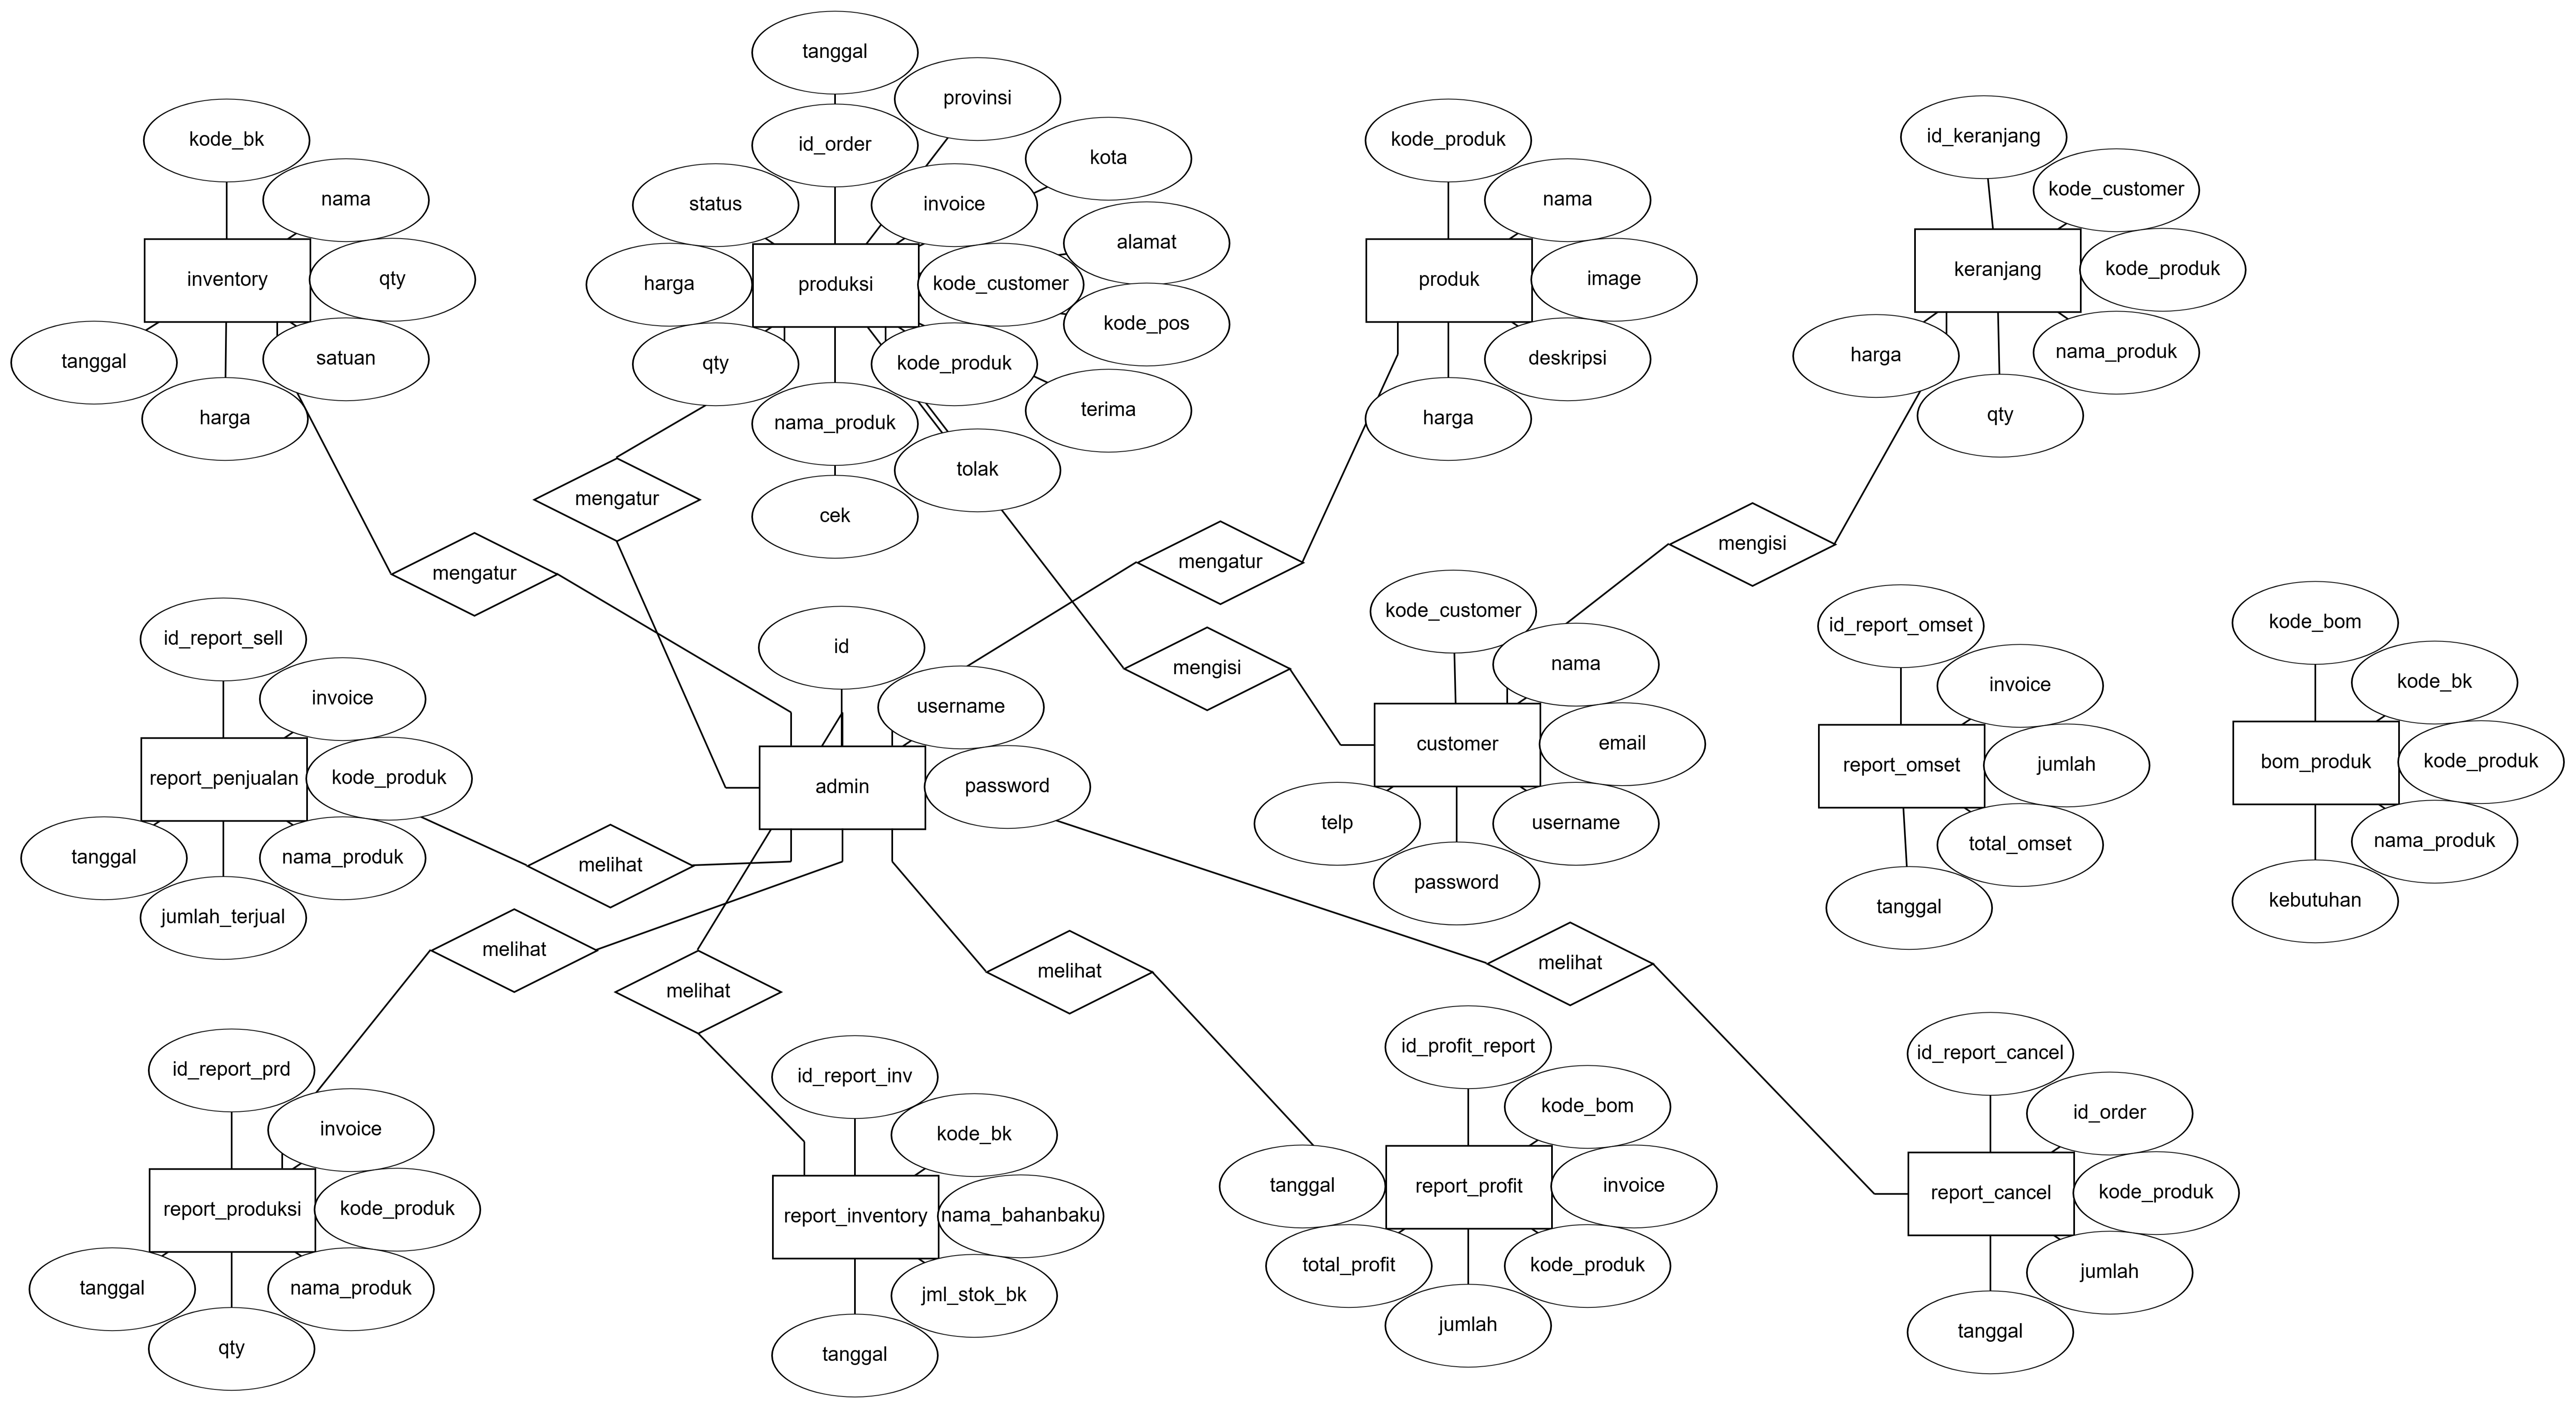 tanggal
provinsi
id_order
kota
status
invoice
alamat
harga
produksi
kode_customer
kode_pos
qty
kode_produk
terima
nama_produk
tolak
cek
kode_bk
nama
inventory
qty
tanggal
satuan
harga
kode_produk
nama
produk
image
deskripsi
harga
id_keranjang
kode_customer
keranjang
kode_produk
harga
nama_produk
qty
mengatur
mengatur
mengatur
mengisi
mengisi
id_report_sell
invoice
report_penjualan
kode_produk
tanggal
nama_produk
jumlah_terjual
id
username
admin
password
kode_customer
nama
customer
email
telp
username
password
id_report_omset
invoice
report_omset
jumlah
total_omset
tanggal
kode_bom
kode_bk
bom_produk
kode_produk
nama_produk
kebutuhan
melihat
melihat
melihat
melihat
melihat
id_report_prd
invoice
report_produksi
kode_produk
tanggal
nama_produk
qty
id_report_inv
kode_bk
report_inventory
nama_bahanbaku
jml_stok_bk
tanggal
id_profit_report
kode_bom
tanggal
report_profit
invoice
total_profit
kode_produk
jumlah
id_report_cancel
id_order
report_cancel
kode_produk
jumlah
tanggal